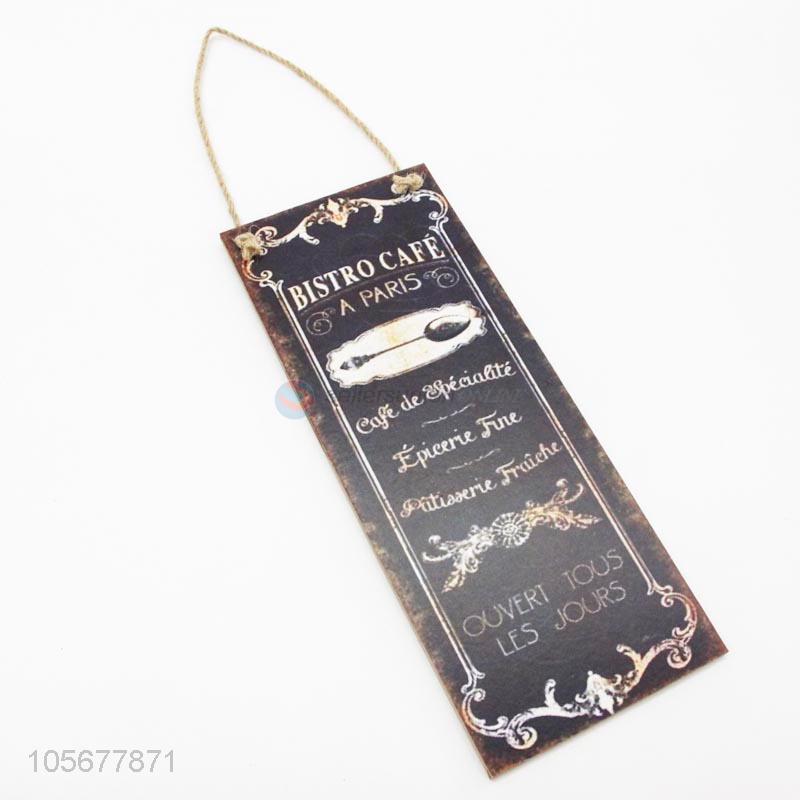 BISTRO CAFÉ
A PARIS
Café de Spécialité
Épicerie Fine
Pâtisserie Fraîche
OUVERT TOUS
LES JOURS
105677871